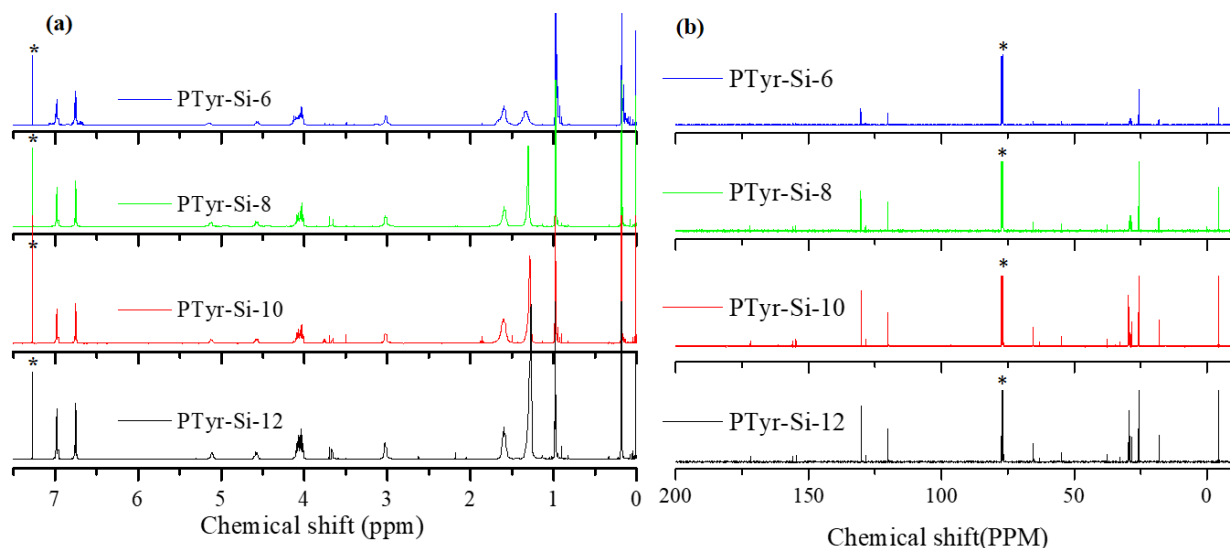 (a)
*
PTyr-Si-6
*
PTyr-Si-8
*
PTyr-Si-10
*
PTyr-Si-12
7 6 5 4 3 2 1 0
Chemical shift (ppm)
(b)
*
PTyr-Si-6
*
PTyr-Si-8
*
PTyr-Si-10
*
PTyr-Si-12
200 150 100 50 0
Chemical shift(PPM)